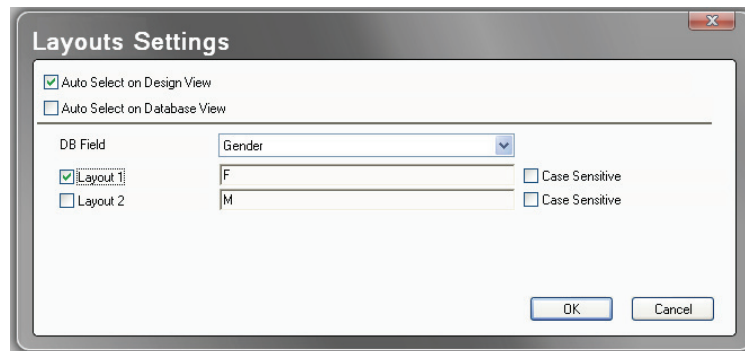 Layouts Settings
Auto Select on Design View
Auto Select on Database View
DB Field
Gender
Layout 1
F
Case Sensitive
Layout 2
M
Case Sensitive
OK
Cancel